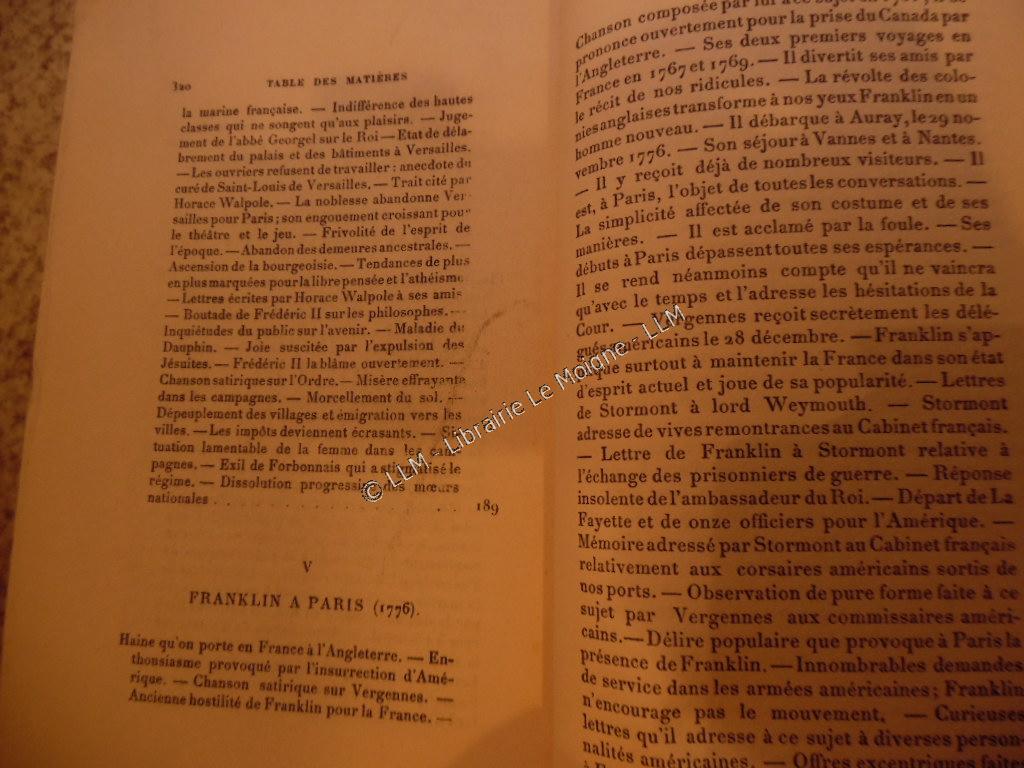 320 TABLE DES MATIÈRES
la marine française. — Indifférence des hautes
classes qui ne songent qu'aux plaisirs. — Juge-
ment de l'abbé Georgel sur le Roi — Etat de déla-
brement du palais et des bâtiments à Versailles.
— Les ouvriers refusent de travailler : anecdote du
curé de Saint-Louis de Versailles. — Trait cité par
Horace Walpole. — La noblesse abandonne Ver-
sailles pour Paris ; son engouement croissant pour
le théâtre et le jeu. — Frivolité de l'esprit de
l'époque. — Abandon des demeures ancestrales. —
Ascension de la bourgeoisie. — Tendances de plus
en plus marquées pour la libre pensée et l'athéisme
— Lettres écrites par Horace Walpole à ses amis
— Boutade de Frédéric II sur les philosophes. —
Inquiétudes du public sur l'avenir. — Maladie du
Dauphin. — Joie suscitée par l'expulsion des
Jésuites. — Frédéric II la blâme ouvertement. —
Chanson satirique sur l'Ordre. — Misère effrayante
dans les campagnes. — Morcellement du sol. —
Dépeuplement des villages et émigration vers les
villes. — Les impôts deviennent écrasants. — Si-
tuation lamentable de la femme dans les cam-
pagnes. — Exil de Forbonnais qui a stigmatisé le
régime. — Dissolution progressive des mœurs
nationales . . . . . . . . . . . . 189
V
FRANKLIN A PARIS (1776).
Haine qu'on porte en France à l'Angleterre. — En-
thousiasme provoqué par l'insurrection d'Amé-
rique. — Chanson satirique sur Vergennes. —
Ancienne hostilité de Franklin pour la France. —
Chanson composée par lui à ce sujet en
prononce ouvertement pour la prise du Canada par
l'Angleterre. — Ses deux premiers voyages en
France en 1767 et 1769. — Il divertit ses amis par
le récit de nos ridicules. — La révolte des colo-
nies anglaises transforme à nos yeux Franklin en un
homme nouveau. — Il débarque à Auray, le 29 no-
vembre 1776. — Son séjour à Vannes et à Nantes.
— Il y reçoit déjà de nombreux visiteurs. — Il
est, à Paris, l'objet de toutes les conversations. —
La simplicité affectée de son costume et de ses
manières. — Il est acclamé par la foule. — Ses
débuts à Paris dépassent toutes ses espérances. —
Il se rend néanmoins compte qu'il ne vaincra
qu'avec le temps et l'adresse les hésitations de la
Cour. — Vergennes reçoit secrètement les délé-
gués américains le 28 décembre. — Franklin s'ap-
plique surtout à maintenir la France dans son état
d'esprit actuel et joue de sa popularité. — Lettres
de Stormont à lord Weymouth. — Stormont
adresse de vives remontrances au Cabinet français.
— Lettre de Franklin à Stormont relative à
l'échange des prisonniers de guerre. — Réponse
insolente de l'ambassadeur du Roi. — Départ de La
Fayette et de onze officiers pour l'Amérique. —
Mémoire adressé par Stormont au Cabinet français
relativement aux corsaires américains sortis de
nos ports. — Observation de pure forme faite à ce
sujet par Vergennes aux commissaires améri-
cains. — Délire populaire que provoque à Paris la
présence de Franklin. — Innombrables demandes
de service dans les armées américaines ; Franklin
n'encourage pas le mouvement. — Curieuses
lettres qu'il adresse à ce sujet à diverses person-
nalités américaines. — Offres excentriques faites
© LLM - Librairie Le Moigne - LLM